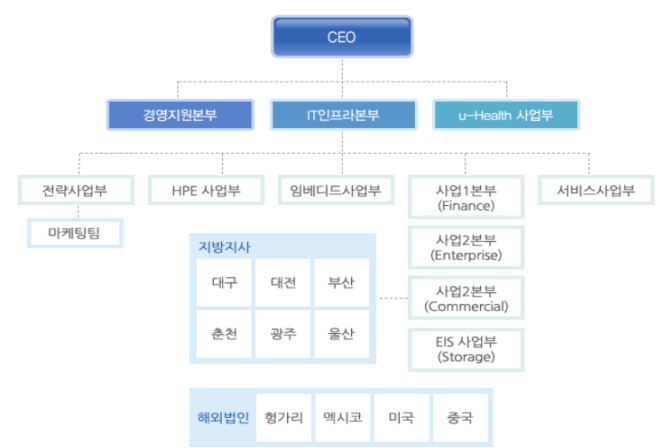 CEO
경영지원본부
IT인프라본부
u-Health 사업부
전략사업부
HPE 사업부
임베디드사업부
사업1본부
(Finance)
서비스사업부
마케팅팀
사업2본부
(Enterprise)
지방지사
대구
대전
부산
사업2본부
(Commercial)
춘천
광주
울산
EIS 사업부
(Storage)
해외법인
헝가리
멕시코
미국
중국